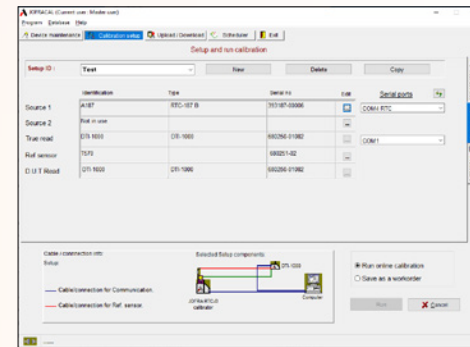 JOFRACAL (Current user : Master user)
Program Database Help
Device maintenance Calibration setup Upload / Download Scheduler Exit
Setup and run calibration
Setup ID : Test New Delete Copy
Identification Type Serial no Edit Serial ports
Source 1 A187 RTC-187 B COM4 RTC
Source 2 Not in use
True read DTI-1000 DTI-1000 COM1
Ref. sensor
D.U.T Read DTI-1000 DTI-1000
Cable / connection info
Setup:
Selected Setup components:
DTI-1000
Run online calibration
Save as a workorder
Cable/connection for Communication.
Cable/connection for Ref. sensor.
calibrator
Computer
Run Cancel